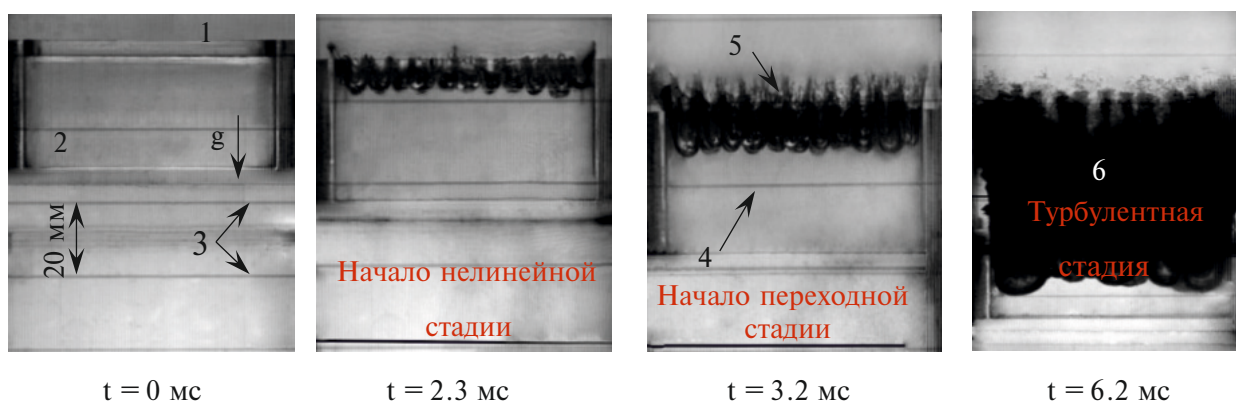 1
2
g
20 мм
3
Начало нелинейной
стадии
5
4
Начало переходной
стадии
6
Турбулентная
стадия
t = 0 мс
t = 2.3 мс
t = 3.2 мс
t = 6.2 мс